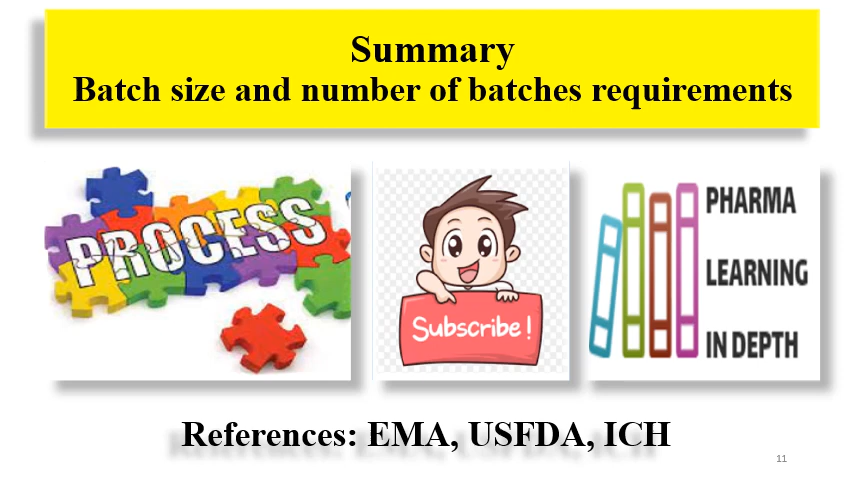 Summary
Batch size and number of batches requirements
PROCESS
Subscribe!
PHARMA
LEARNING
IN DEPTH
References: EMA, USFDA, ICH
11